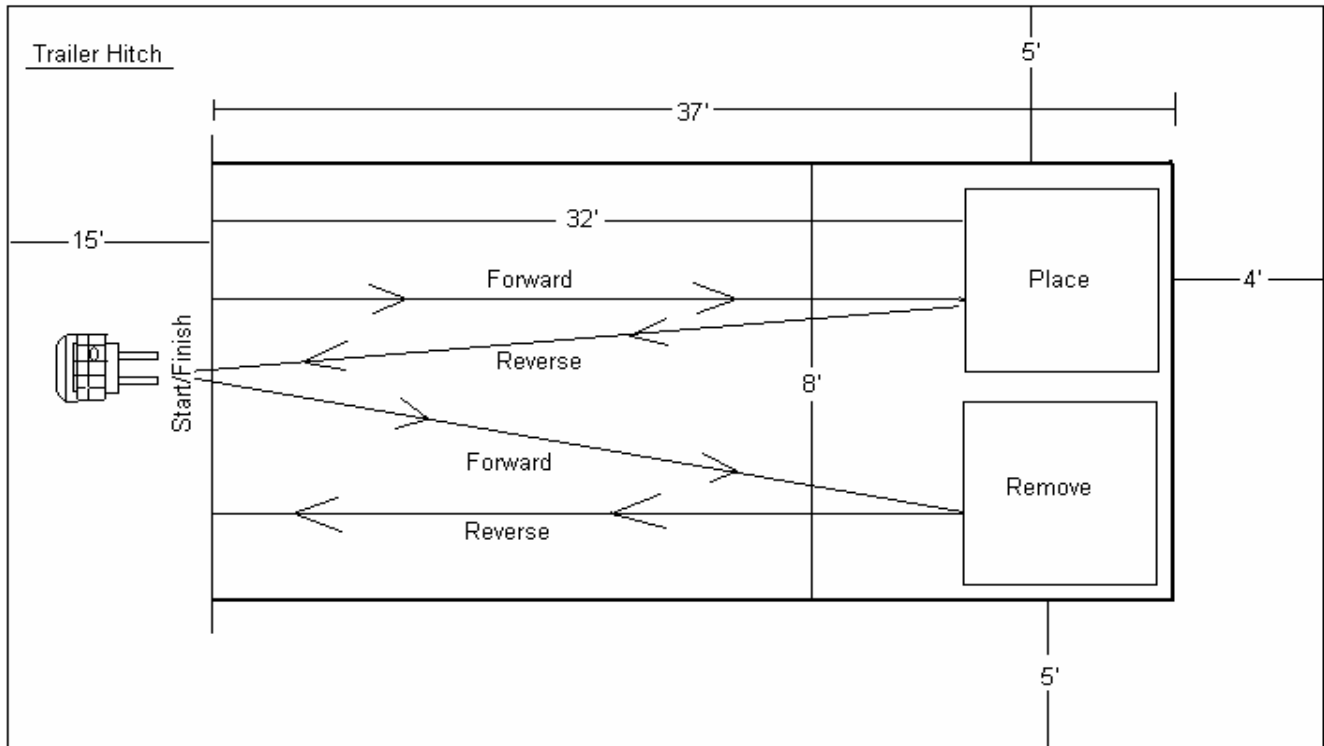 Trailer Hitch
5'
37'
32'
15'
Forward
Place
4'
Start/Finish
Reverse
8'
Forward
Remove
Reverse
5'